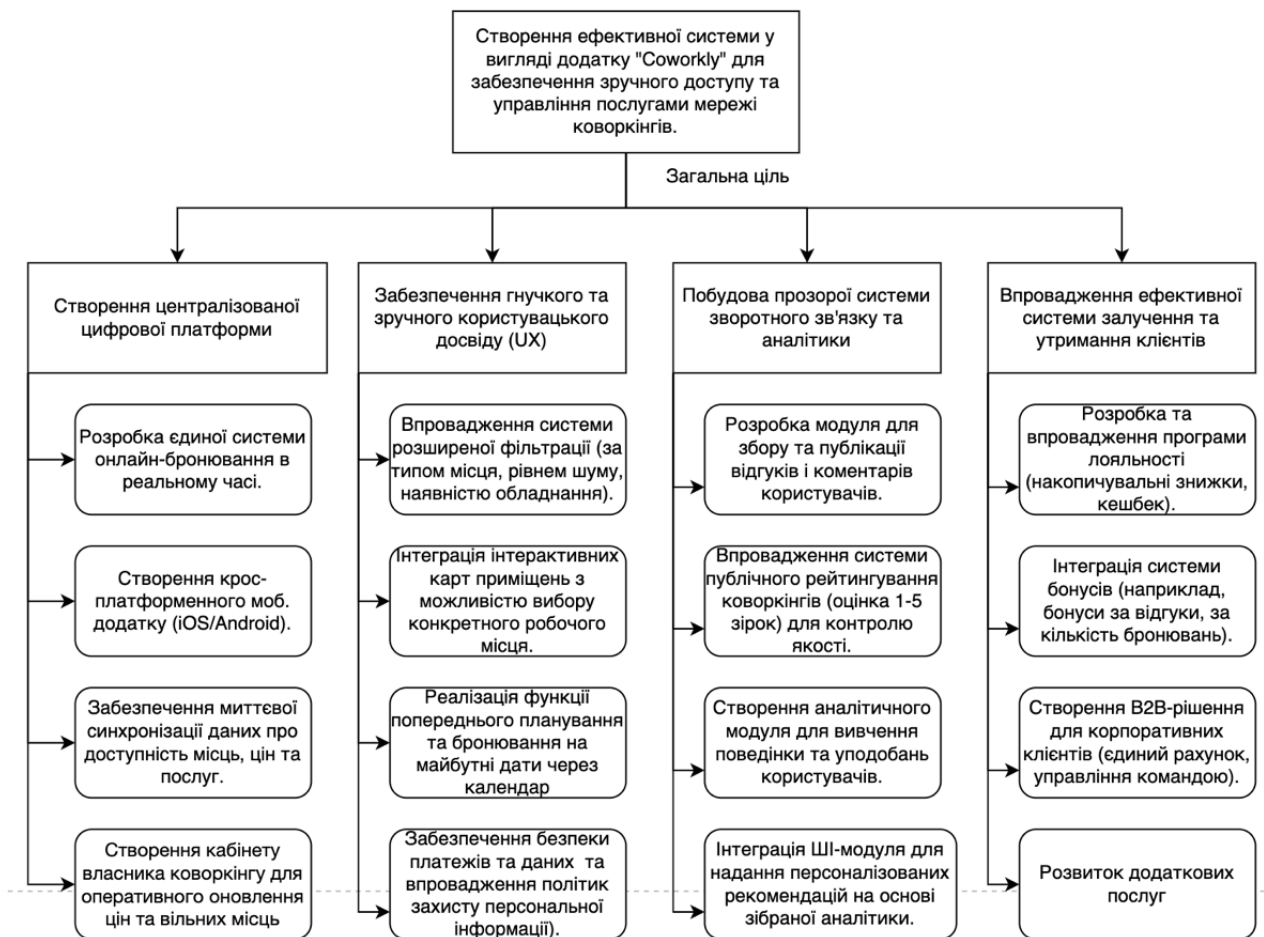 Створення ефективної системи у
вигляді додатку "Coworkly" для
забезпечення зручного доступу та
управління послугами мережі
коворкінгів.
Загальна ціль
Створення централізованої
цифрової платформи
Розробка єдиної системи
онлайн-бронювання в
реальному часі.
Створення крос-
платформенного моб.
додатку (iOS/Android).
Забезпечення миттєвої
синхронізації даних про
доступність місць, цін та
послуг.
Створення кабінету
власника коворкінгу для
оперативного оновлення
цін та вільних місць
Забезпечення гнучкого та
зручного користувацького
досвіду (UX)
Впровадження системи
розширеної фільтрації (за
типом місця, рівнем шуму,
наявністю обладнання).
Інтеграція інтерактивних
карт приміщень з
можливістю вибору
конкретного робочого
місця.
Реалізація функції
попереднього планування
та бронювання на
майбутні дати через
календар
Забезпечення безпеки
платежів та даних та
впровадження політик
захисту персональної
інформації).
Побудова прозорої системи
зворотного зв'язку та
аналітики
Розробка модуля для
збору та публікації
відгуків і коментарів
користувачів.
Впровадження системи
публічного рейтингування
коворкінгів (оцінка 1-5
зірок) для контролю
якості.
Створення аналітичного
модуля для вивчення
поведінки та уподобань
користувачів.
Інтеграція ШІ-модуля для
надання персоналізованих
рекомендацій на основі
зібраної аналітики.
Впровадження ефективної
системи залучення та
утримання клієнтів
Розробка та
впровадження програми
лояльності
(накопичувальні знижки,
кешбек).
Інтеграція системи
бонусів (наприклад,
бонуси за відгуки, за
кількість бронювань).
Створення B2B-рішення
для корпоративних
клієнтів (єдиний рахунок,
управління командою).
Розвиток додаткових
послуг